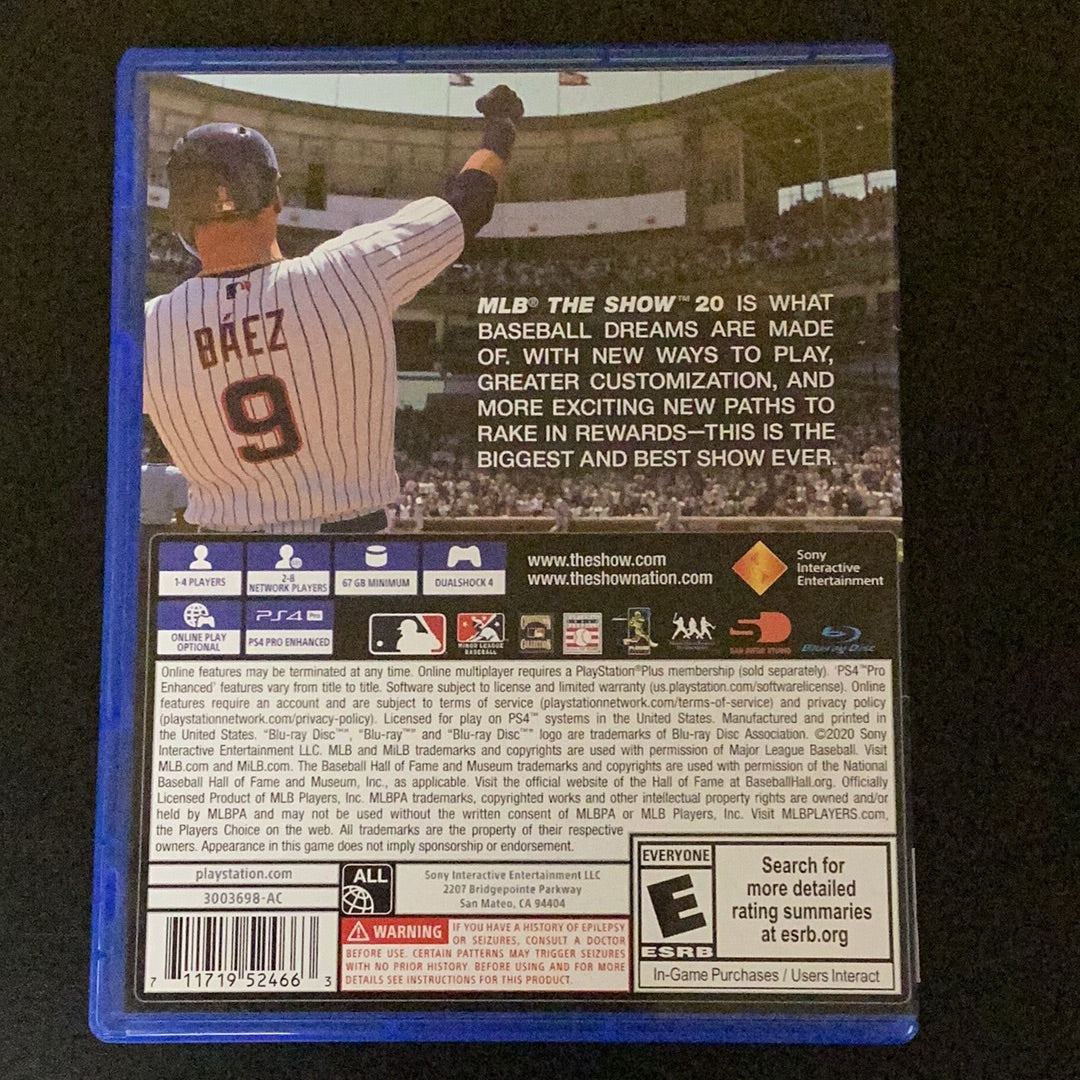 BÁEZ
9
MLB® THE SHOW™ 20 IS WHAT
BASEBALL DREAMS ARE MADE
OF. WITH NEW WAYS TO PLAY,
GREATER CUSTOMIZATION, AND
MORE EXCITING NEW PATHS TO
RAKE IN REWARDS—THIS IS THE
BIGGEST AND BEST SHOW EVER.
1-4 PLAYERS
2-8
NETWORK PLAYERS
67 GB MINIMUM
DUALSHOCK 4
www.theshow.com
www.theshownation.com
Sony
Interactive
Entertainment
ONLINE PLAY
OPTIONAL
PS4 Pro
PS4 PRO ENHANCED
MINOR LEAGUE
BASEBALL
SAN DIEGO STUDIO
Blu-ray Disc
Online features may be terminated at any time. Online multiplayer requires a PlayStation®Plus membership (sold separately). 'PS4™Pro
Enhanced' features vary from title to title. Software subject to license and limited warranty (us.playstation.com/softwarelicense). Online
features require an account and are subject to terms of service (playstationnetwork.com/terms-of-service) and privacy policy
(playstationnetwork.com/privacy-policy). Licensed for play on PS4™ systems in the United States. Manufactured and printed in
the United States. "Blu-ray Disc™", "Blu-ray™" and "Blu-ray Disc™" logo are trademarks of Blu-ray Disc Association. ©2020 Sony
Interactive Entertainment LLC. MLB and MiLB trademarks and copyrights are used with permission of Major League Baseball. Visit
MLB.com and MiLB.com. The Baseball Hall of Fame and Museum trademarks and copyrights are used with permission of the National
Baseball Hall of Fame and Museum, Inc., as applicable. Visit the official website of the Hall of Fame at BaseballHall.org. Officially
Licensed Product of MLB Players, Inc. MLBPA trademarks, copyrighted works and other intellectual property rights are owned and/or
held by MLBPA and may not be used without the written consent of MLBPA or MLB Players, Inc. Visit MLBPLAYERS.com,
the Players Choice on the web. All trademarks are the property of their respective
owners. Appearance in this game does not imply sponsorship or endorsement.
playstation.com
3003698-AC
7 11719 52466 3
ALL
Sony Interactive Entertainment LLC
2207 Bridgepointe Parkway
San Mateo, CA 94404
WARNING IF YOU HAVE A HISTORY OF EPILEPSY
OR SEIZURES, CONSULT A DOCTOR
BEFORE USE. CERTAIN PATTERNS MAY TRIGGER SEIZURES
WITH NO PRIOR HISTORY. BEFORE USING AND FOR MORE
DETAILS SEE INSTRUCTIONS FOR THIS PRODUCT.
EVERYONE
E
ESRB
Search for
more detailed
rating summaries
at esrb.org
In-Game Purchases / Users Interact